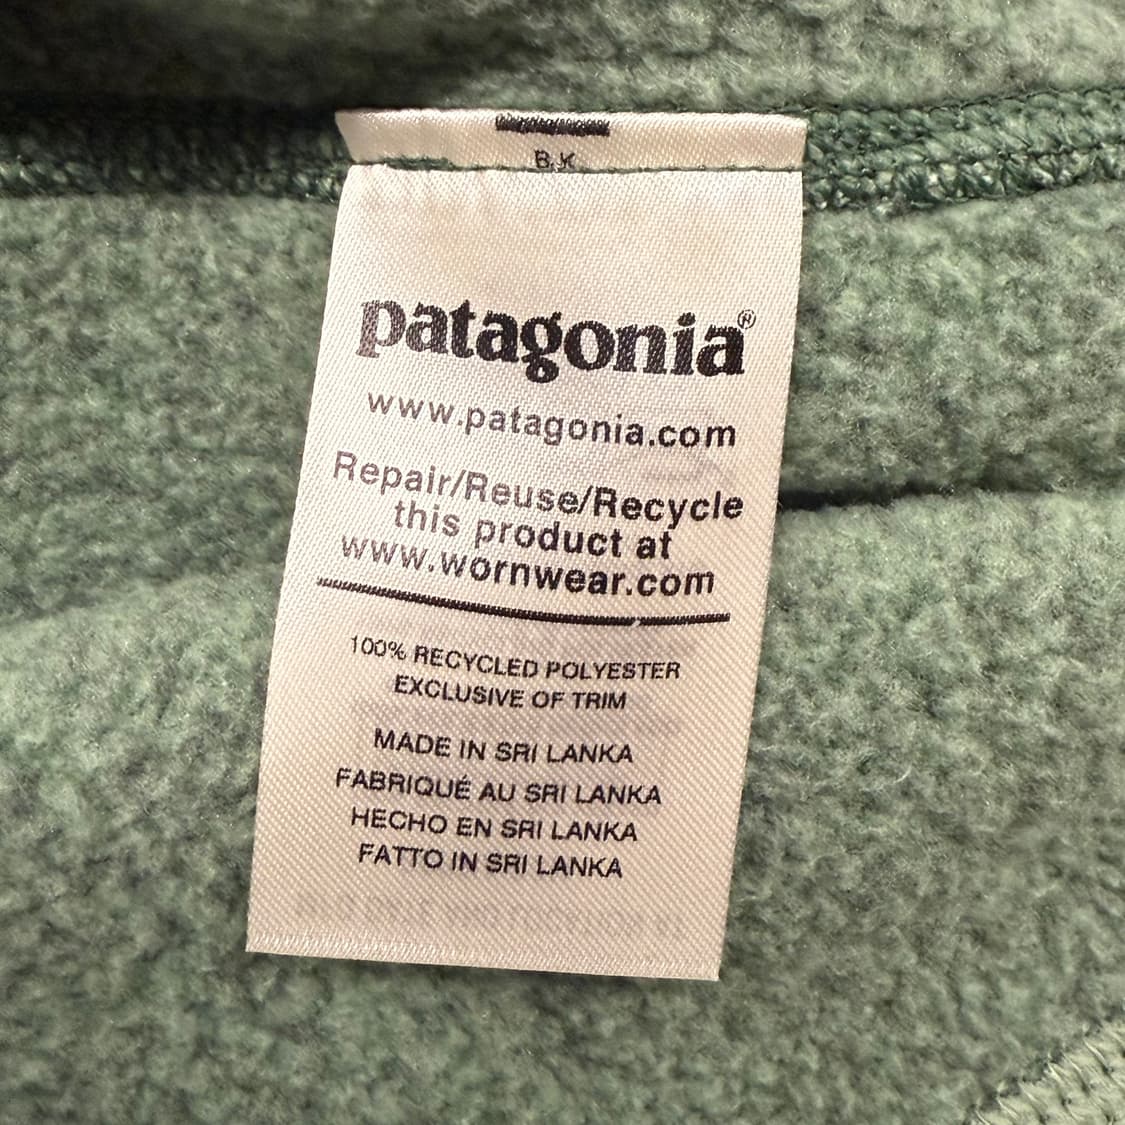 B.K
patagonia®
www.patagonia.com
Repair/Reuse/Recycle
this product at
www.wornwear.com
100% RECYCLED POLYESTER
EXCLUSIVE OF TRIM
MADE IN SRI LANKA
FABRIQUÉ AU SRI LANKA
HECHO EN SRI LANKA
FATTO IN SRI LANKA